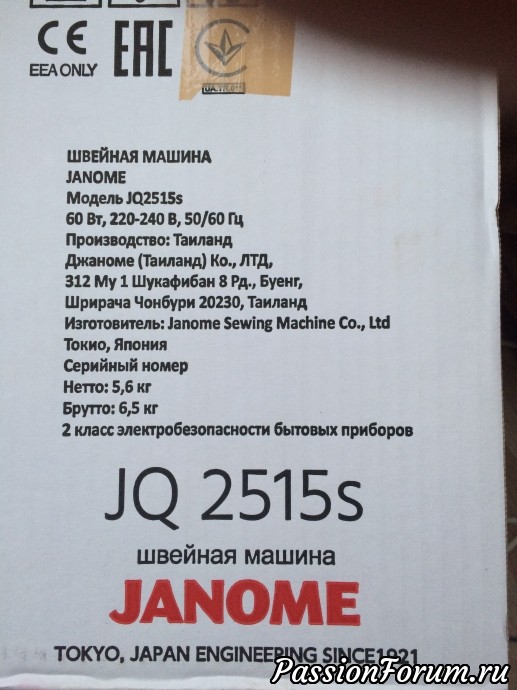 CE
EAC
EEA ONLY
ШВЕЙНАЯ МАШИНА
JANOME
Модель JQ2515s
60 Вт, 220-240 В, 50/60 Гц
Производство: Таиланд
Джаноме (Таиланд) Ко., ЛТД,
312 Му 1 Шукафибан 8 Рд., Буенг,
Шрирача Чонбури 20230, Таиланд
Изготовитель: Janome Sewing Machine Co., Ltd
Токио, Япония
Серийный номер
Нетто: 5,6 кг
Брутто: 6,5 кг
2 класс электробезопасности бытовых приборов
JQ 2515s
швейная машина
JANOME
TOKYO, JAPAN ENGINEERING SINCE1921
PassionForum.ru